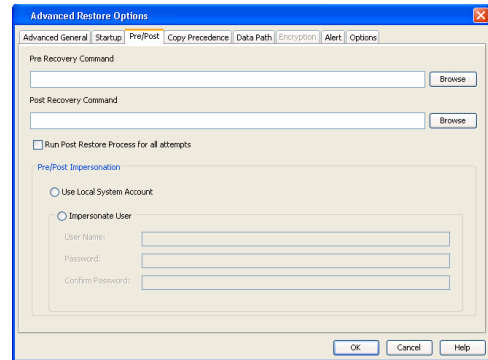 Advanced Restore Options
Advanced General Startup Pre/Post Copy Precedence Data Path Encryption Alert Options
Pre Recovery Command
Browse
Post Recovery Command
Browse
Run Post Restore Process for all attempts
Pre/Post Impersonation
Use Local System Account
Impersonate User
User Name:
Password:
Confirm Password:
OK Cancel Help